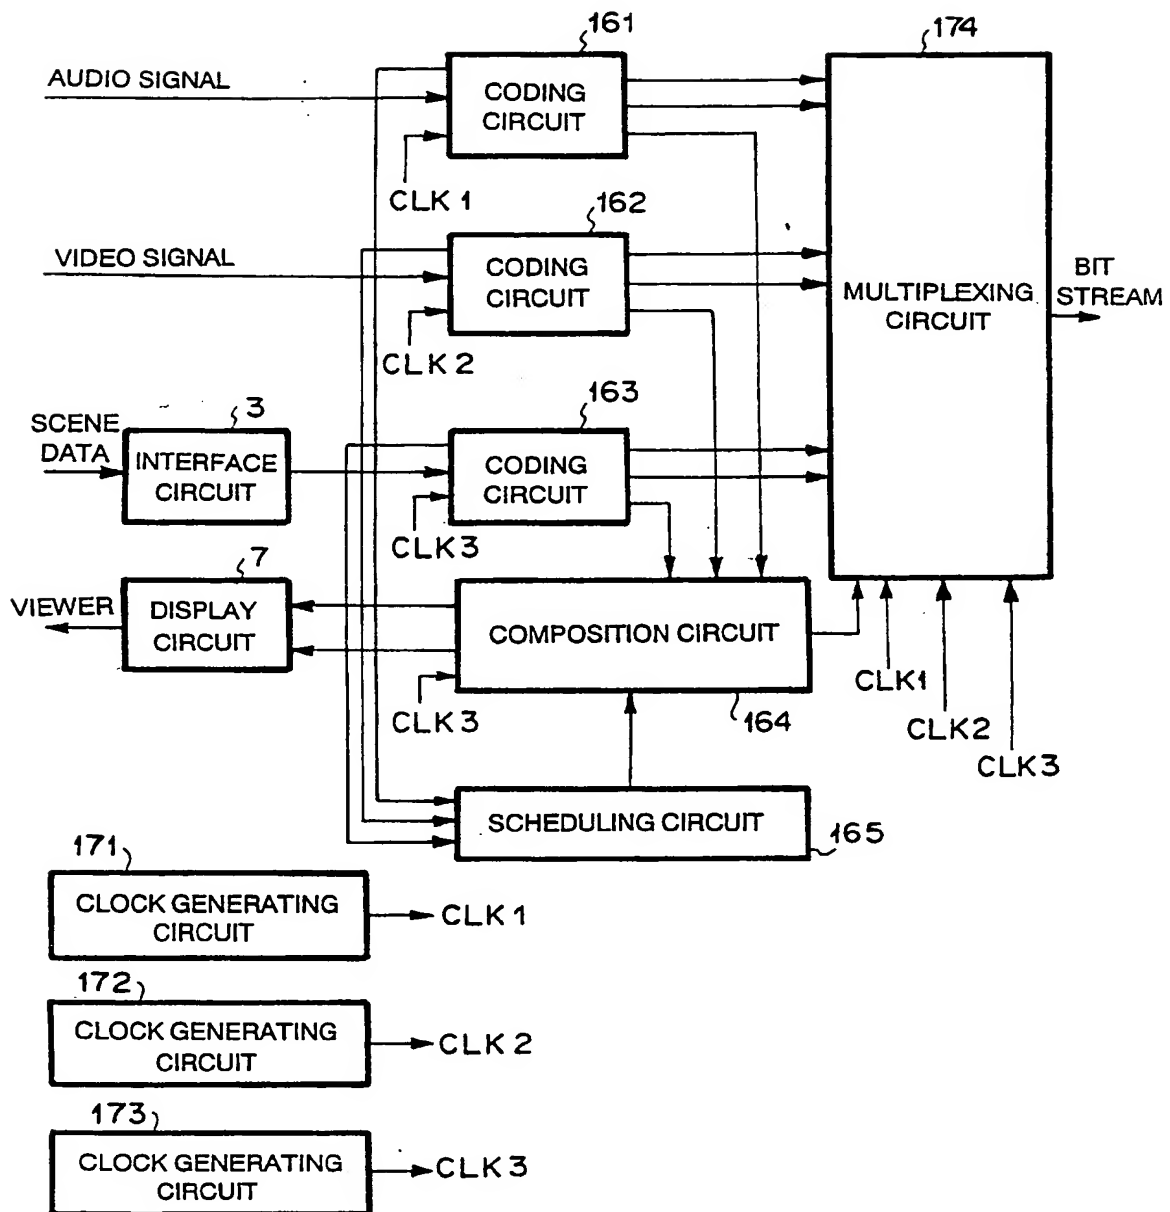 161
174
AUDIO SIGNAL
CODING
CIRCUIT
CLK 1
162
VIDEO SIGNAL
CODING
CIRCUIT
MULTIPLEXING
CIRCUIT
BIT
STREAM
CLK 2
163
SCENE
DATA
3
INTERFACE
CIRCUIT
CODING
CIRCUIT
CLK3
7
VIEWER
DISPLAY
CIRCUIT
COMPOSITION CIRCUIT
CLK3
164
CLK1
CLK2
CLK3
SCHEDULING CIRCUIT
165
171
CLOCK GENERATING
CIRCUIT
CLK 1
172
CLOCK GENERATING
CIRCUIT
CLK 2
173
CLOCK GENERATING
CIRCUIT
CLK 3